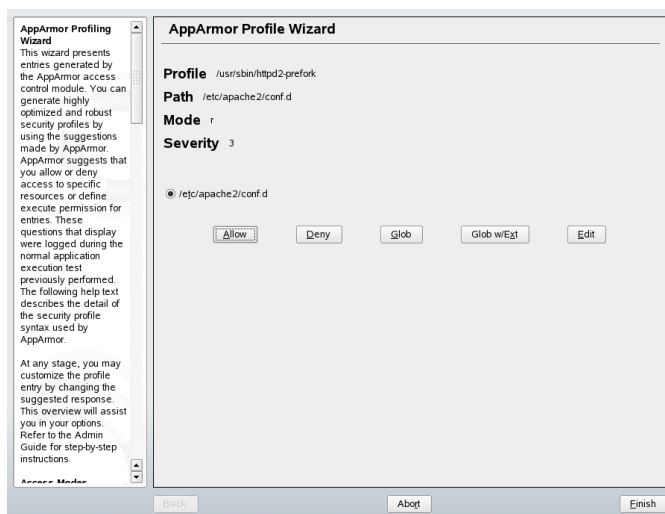 AppArmor Profiling
Wizard
This wizard presents
entries generated by
the AppArmor access
control module. You can
generate highly
optimized and robust
security profiles by
using the suggestions
made by AppArmor.
AppArmor suggests that
you allow or deny
access to specific
resources or define
execute permission for
entries. These
questions that display
were logged during the
normal application
execution test
previously performed.
The following help text
describes the detail of
the security profile
syntax used by
AppArmor.
At any stage, you may
customize the profile
entry by changing the
suggested response.
This overview will assist
you in your options.
Refer to the Admin
Guide for step-by-step
instructions.
Access Modes
AppArmor Profile Wizard
Profile /usr/sbin/httpd2-prefork
Path /etc/apache2/conf.d
Mode r
Severity 3
/etc/apache2/conf.d
Allow Deny Glob Glob w/Ext Edit
Back Abort Finish